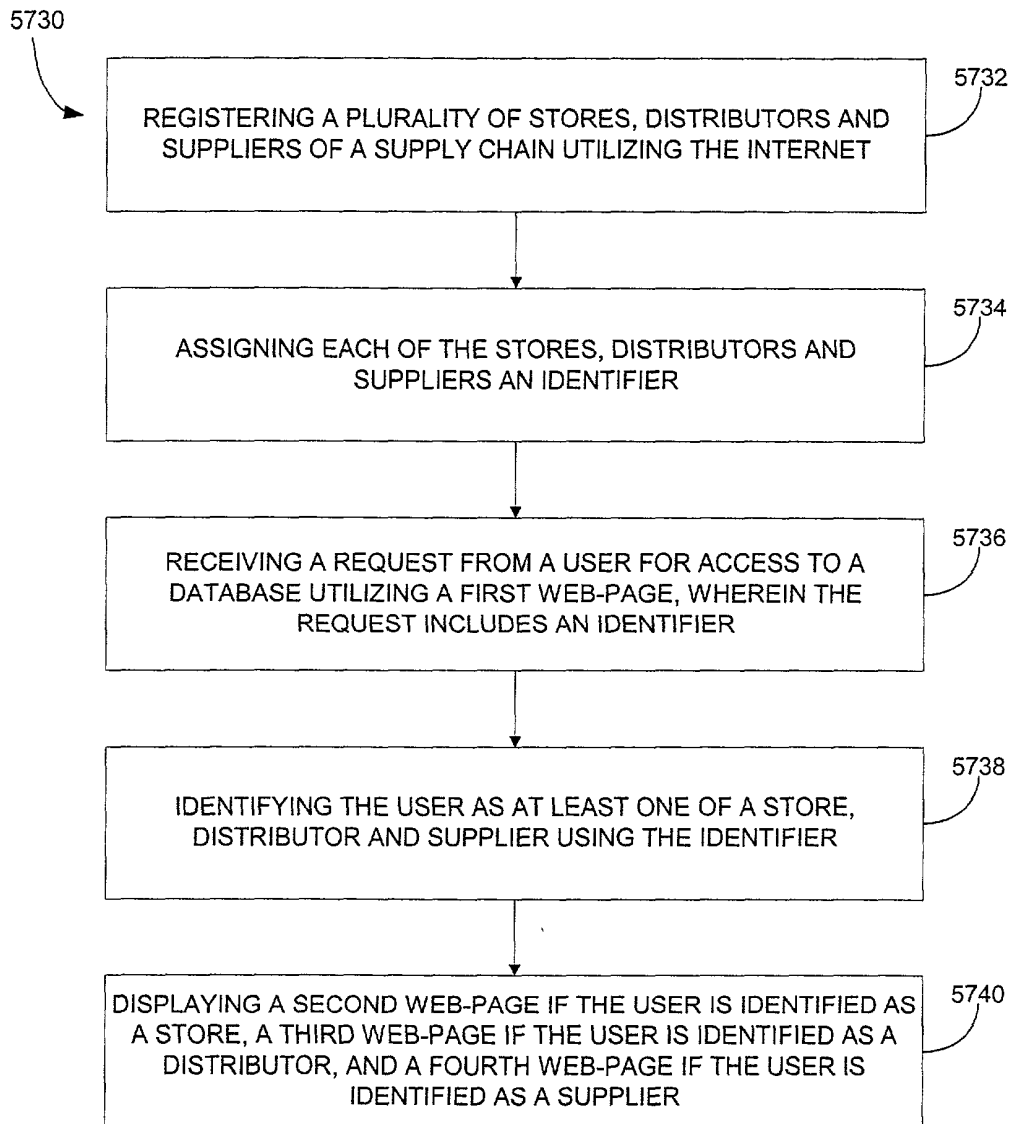 5730
5732
REGISTERING A PLURALITY OF STORES, DISTRIBUTORS AND
SUPPLIERS OF A SUPPLY CHAIN UTILIZING THE INTERNET
5734
ASSIGNING EACH OF THE STORES, DISTRIBUTORS AND
SUPPLIERS AN IDENTIFIER
5736
RECEIVING A REQUEST FROM A USER FOR ACCESS TO A
DATABASE UTILIZING A FIRST WEB-PAGE, WHEREIN THE
REQUEST INCLUDES AN IDENTIFIER
5738
IDENTIFYING THE USER AS AT LEAST ONE OF A STORE,
DISTRIBUTOR AND SUPPLIER USING THE IDENTIFIER
5740
DISPLAYING A SECOND WEB-PAGE IF THE USER IS IDENTIFIED AS
A STORE, A THIRD WEB-PAGE IF THE USER IS IDENTIFIED AS A
DISTRIBUTOR, AND A FOURTH WEB-PAGE IF THE USER IS
IDENTIFIED AS A SUPPLIER